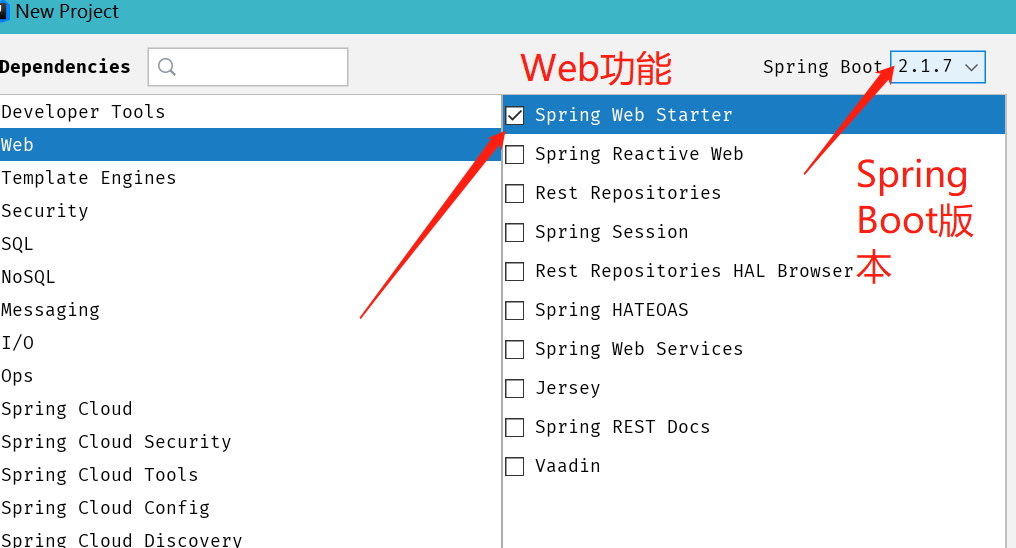 New Project
Dependencies
Web功能
Spring Boot 2.1.7
Developer Tools
Web
Template Engines
Security
SQL
NoSQL
Messaging
I/O
Ops
Spring Cloud
Spring Cloud Security
Spring Cloud Tools
Spring Cloud Config
Spring Cloud Discovery
Spring Web Starter
Spring Reactive Web
Rest Repositories
Spring Session
Rest Repositories HAL Browser
Spring HATEOAS
Spring Web Services
Jersey
Spring REST Docs
Vaadin
Spring
Boot版
本